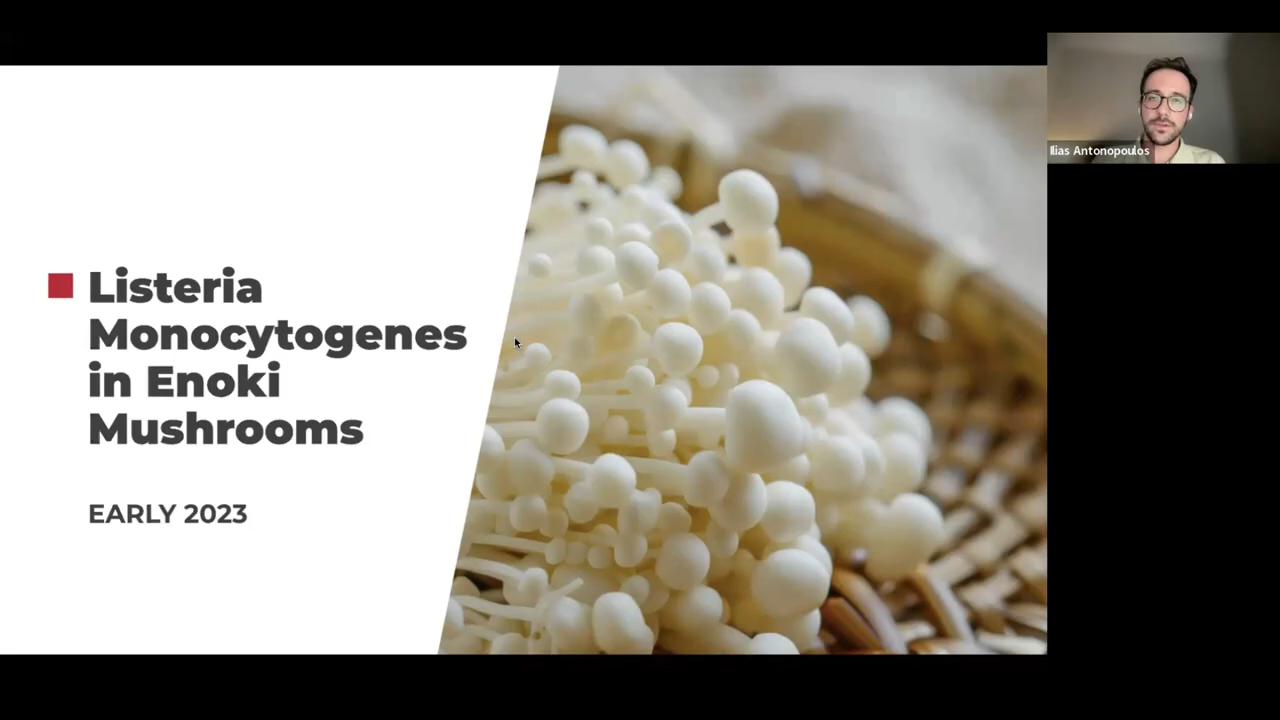 Listeria
Monocytogenes
in Enoki
Mushrooms
EARLY 2023
Ilias Antonopoulos